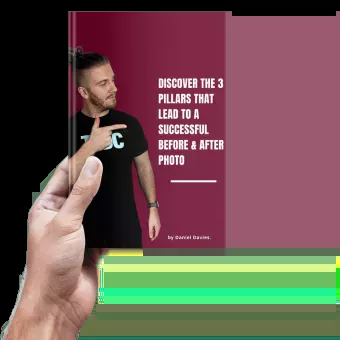 DISCOVER THE 3
PILLARS THAT
LEAD TO A
SUCCESSFUL
BEFORE & AFTER
PHOTO
by Daniel Davies.